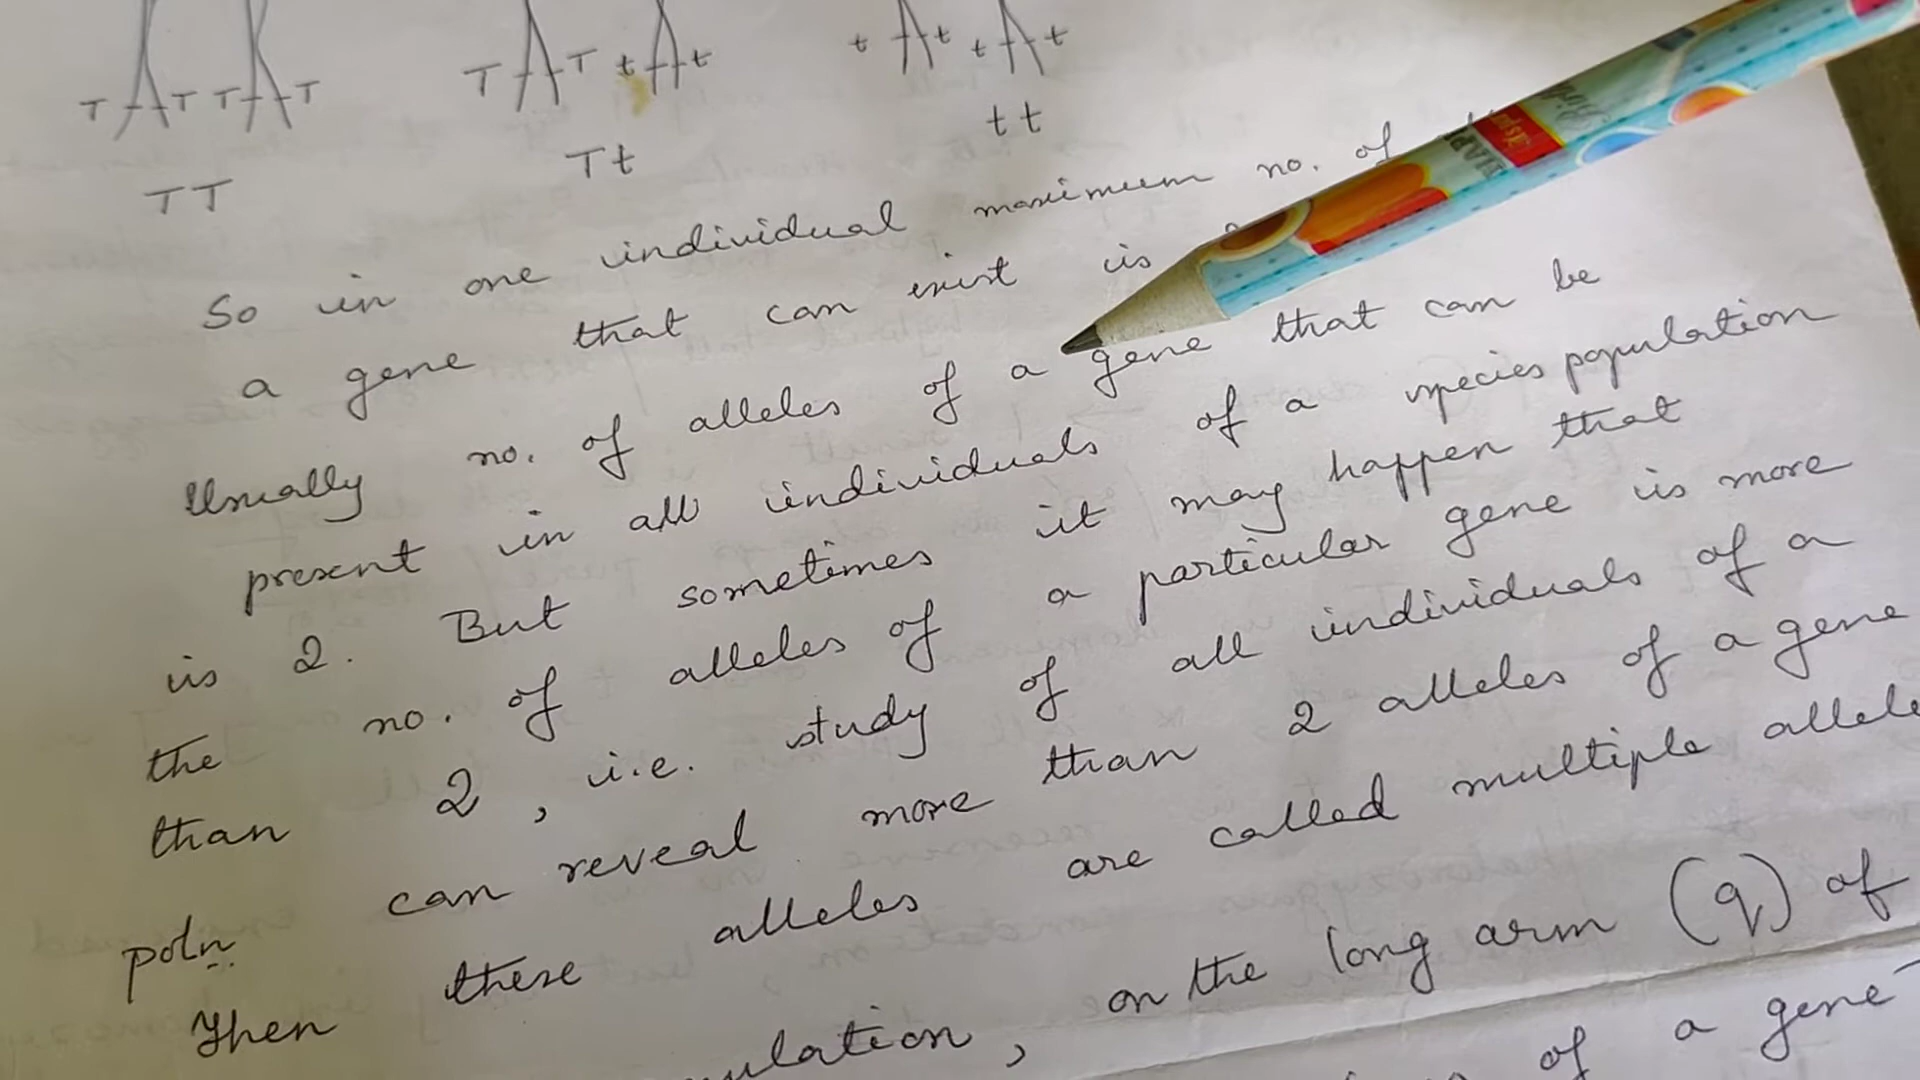 T T T T T T t t t t t t
TT Tt tt
So in one individual maximum no. of
a gene that can exist is
Usually no. of alleles of a gene that can be
present in all individuals of a species population
is 2. But sometimes it may happen that
the no. of alleles of a particular gene is more
than 2, i.e. study of all individuals of a
potn can reveal more than 2 alleles of a gene
Then these alleles are called multiple allele
on the long arm (q) of
of a gene